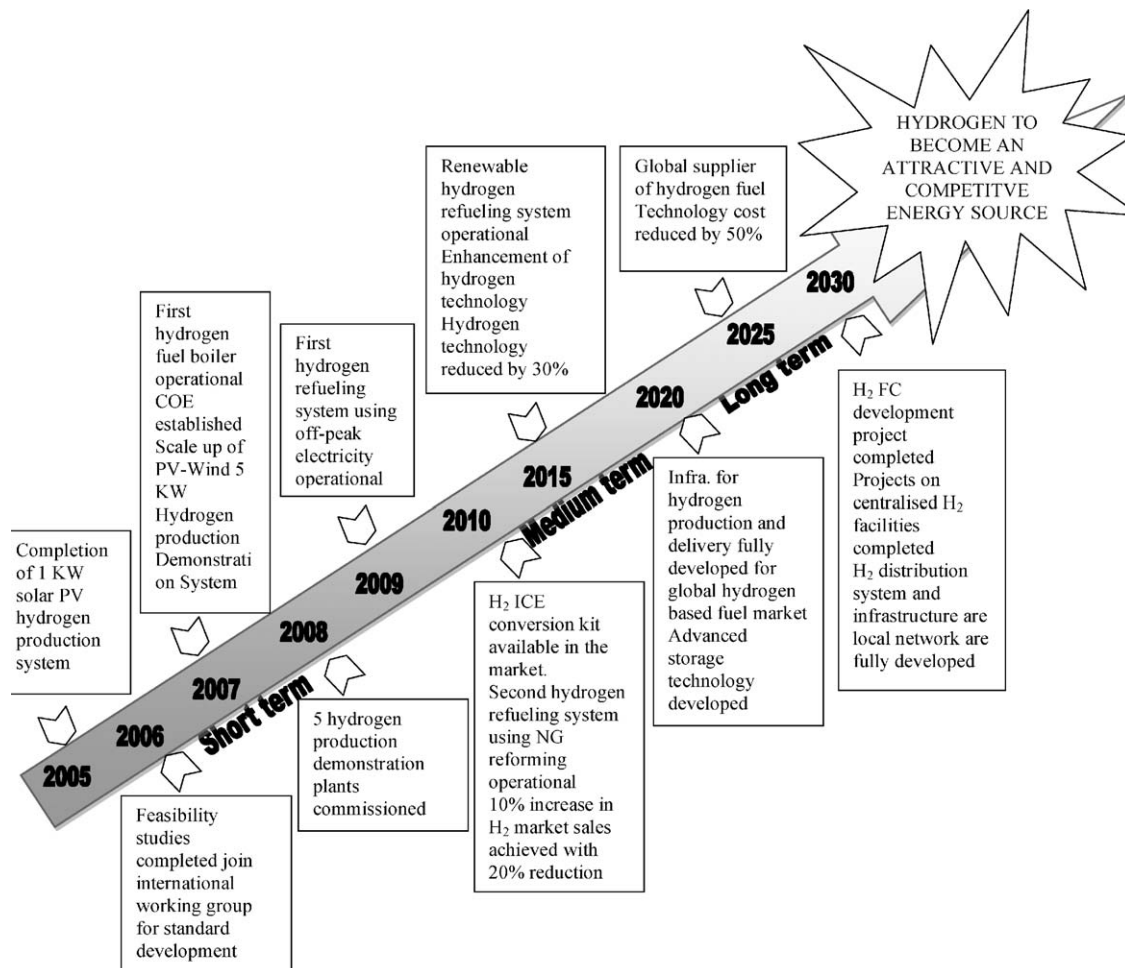 HYDROGEN TO
BECOME AN
ATTRACTIVE AND
COMPETITVE
ENERGY SOURCE
Renewable
hydrogen
refueling system
operational
Enhancement of
hydrogen
technology
Hydrogen
technology
reduced by 30%
Global supplier
of hydrogen fuel
Technology cost
reduced by 50%
First
hydrogen
fuel boiler
operational
COE
established
Scale up of
PV-Wind 5
KW
Hydrogen
production
Demonstrati
on System
First
hydrogen
refueling
system using
off-peak
electricity
operational
Completion
of 1 KW
solar PV
hydrogen
production
system
2005
2006
2007
2008
2009
2010
2015
2020
2025
2030
Short term
Medium term
Long term
Feasibility
studies
completed join
international
working group
for standard
development
5 hydrogen
production
demonstration
plants
commissioned
H₂ ICE
conversion kit
available in the
market.
Second hydrogen
refueling system
using NG
reforming
operational
10% increase in
H₂ market sales
achieved with
20% reduction
Infra. for
hydrogen
production and
delivery fully
developed for
global hydrogen
based fuel market
Advanced
storage
technology
developed
H₂ FC
development
project
completed
Projects on
centralised H₂
facilities
completed
H₂ distribution
system and
infrastructure are
local network are
fully developed